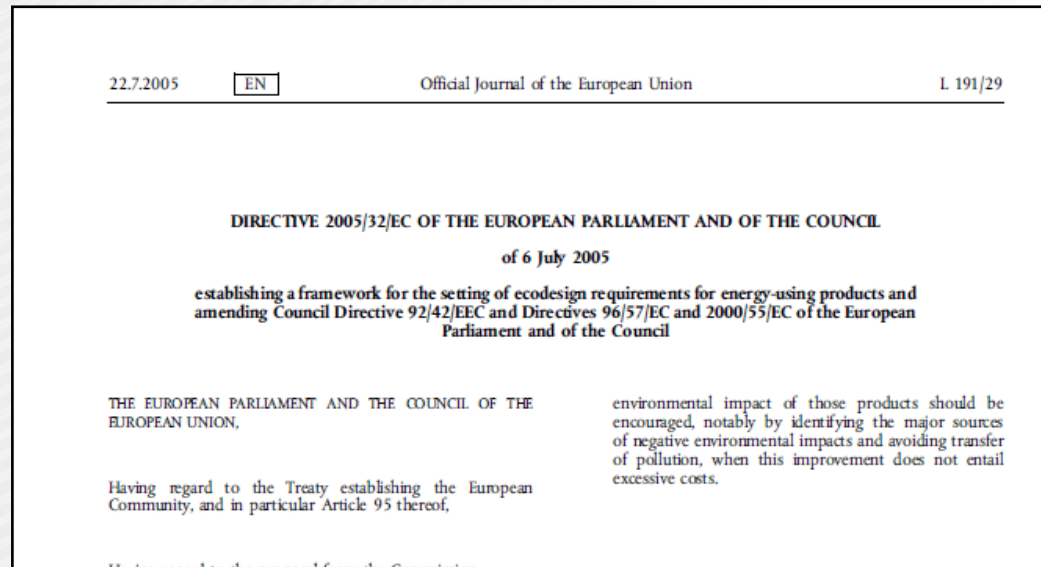 22.7.2005 EN Official Journal of the European Union L 191/29
DIRECTIVE 2005/32/EC OF THE EUROPEAN PARLIAMENT AND OF THE COUNCIL
of 6 July 2005
establishing a framework for the setting of ecodesign requirements for energy-using products and
amending Council Directive 92/42/EEC and Directives 96/57/EC and 2000/55/EC of the European
Parliament and of the Council
THE EUROPEAN PARLIAMENT AND THE COUNCIL OF THE
EUROPEAN UNION,
Having regard to the Treaty establishing the European
Community, and in particular Article 95 thereof,
environmental impact of those products should be
encouraged, notably by identifying the major sources
of negative environmental impacts and avoiding transfer
of pollution, when this improvement does not entail
excessive costs.